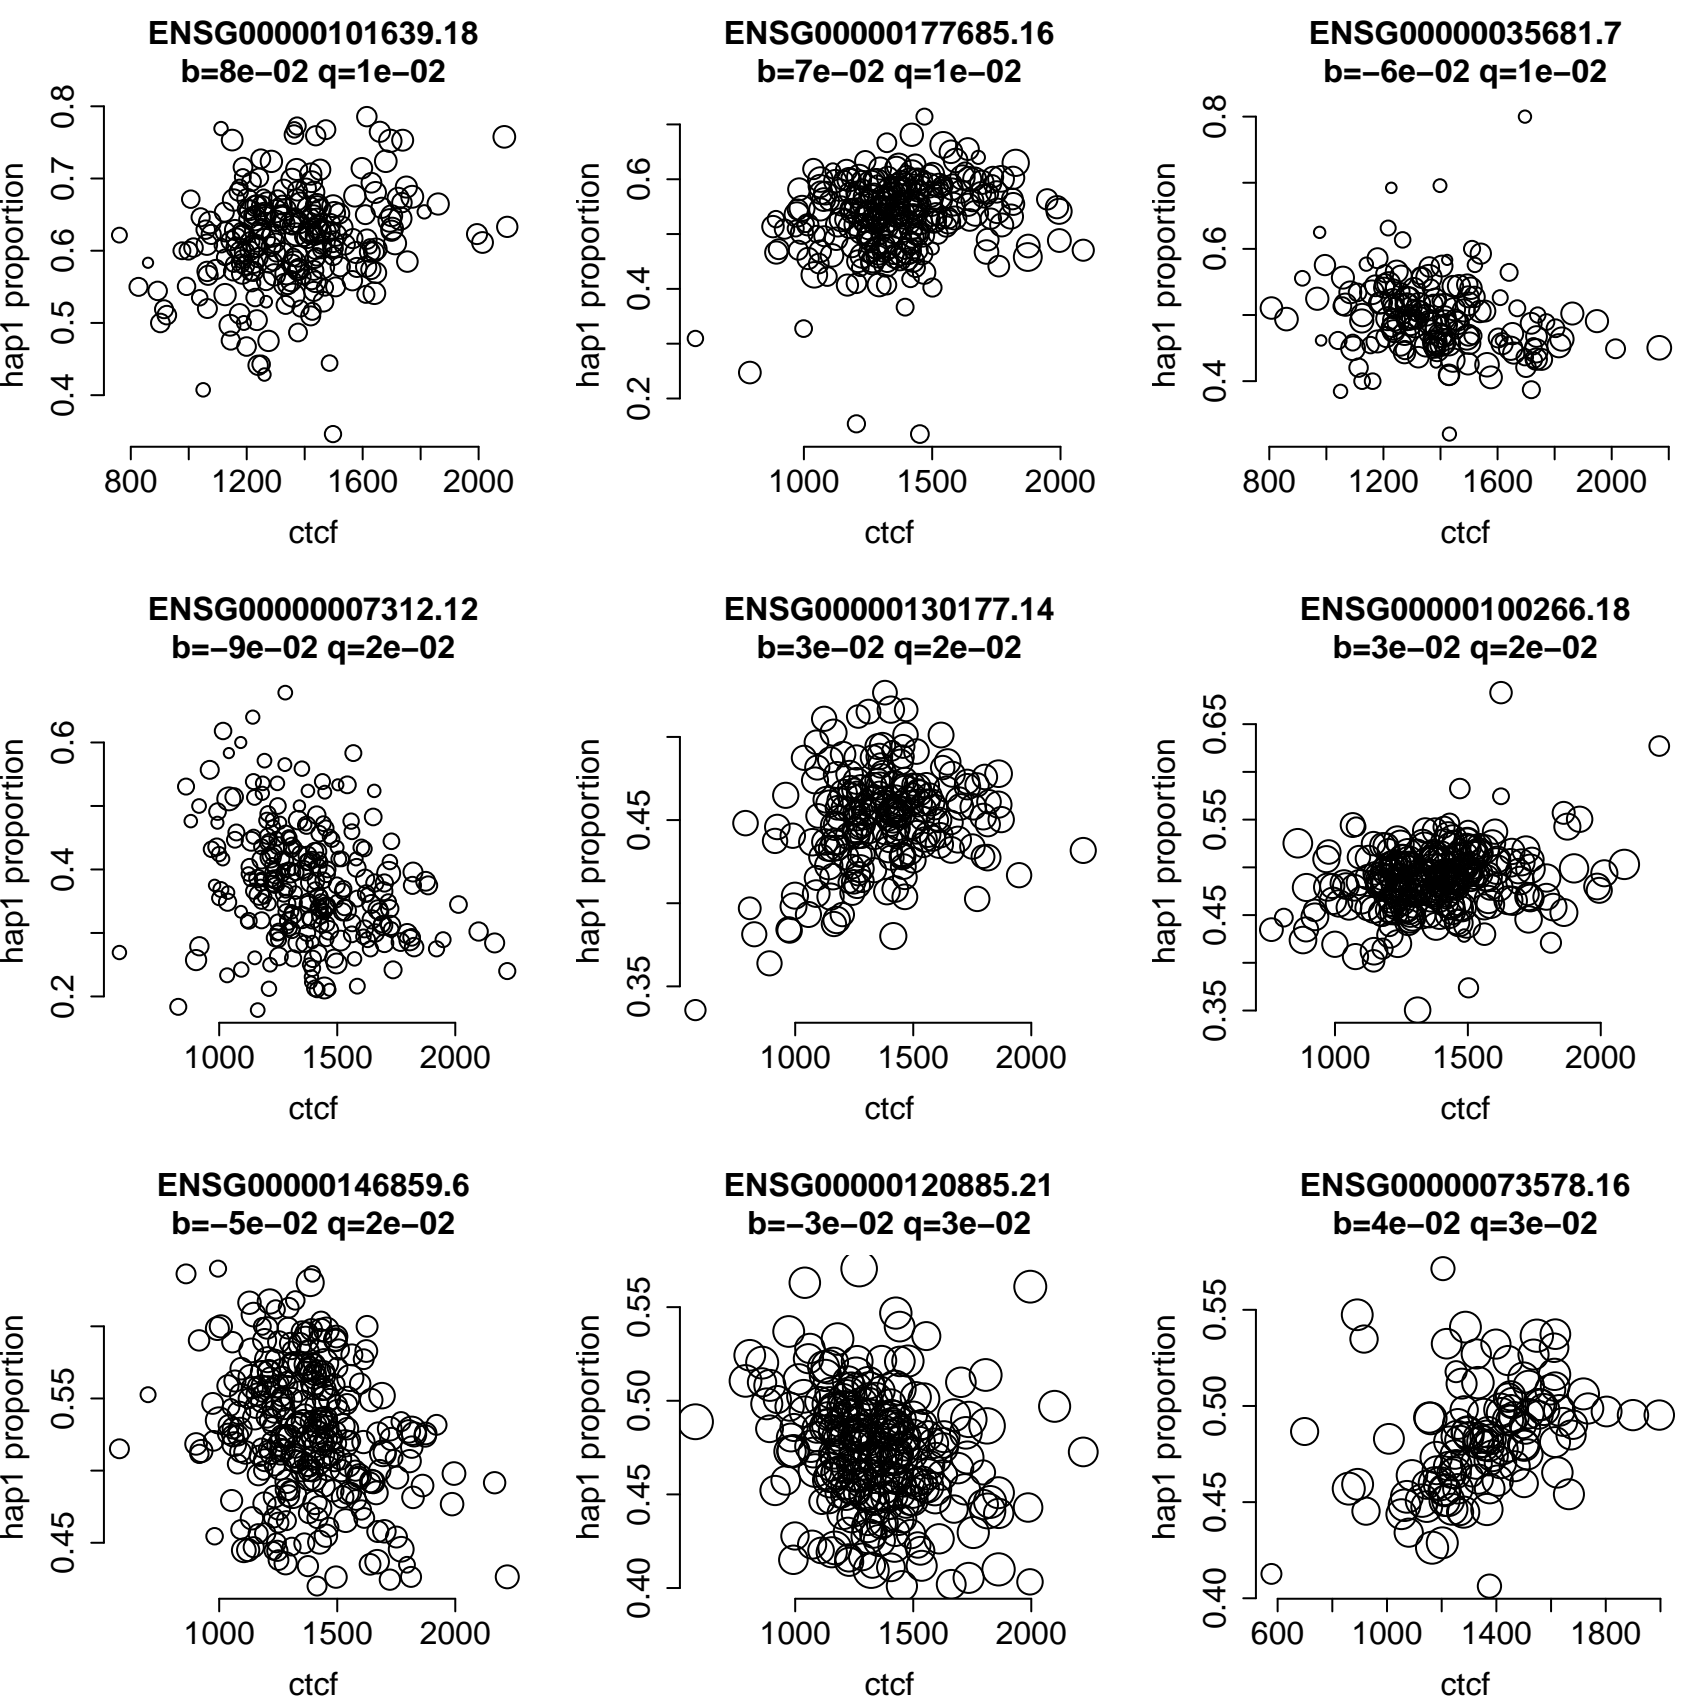 ENSG00000101639.18
b=8e−02 q=1e−02
hap1 proportion
0.4 0.5 0.6 0.7 0.8
800 1200 1600 2000
ctcf
ENSG00000177685.16
b=7e−02 q=1e−02
hap1 proportion
0.2 0.4 0.6
1000 1500 2000
ctcf
ENSG00000035681.7
b=−6e−02 q=1e−02
hap1 proportion
0.4 0.6 0.8
800 1200 1600 2000
ctcf
ENSG00000007312.12
b=−9e−02 q=2e−02
hap1 proportion
0.2 0.4 0.6
1000 1500 2000
ctcf
ENSG00000130177.14
b=3e−02 q=2e−02
hap1 proportion
0.35 0.45
1000 1500 2000
ctcf
ENSG00000100266.18
b=3e−02 q=2e−02
hap1 proportion
0.35 0.45 0.55 0.65
1000 1500 2000
ctcf
ENSG00000146859.6
b=−5e−02 q=2e−02
hap1 proportion
0.45 0.55
1000 1500 2000
ctcf
ENSG00000120885.21
b=−3e−02 q=3e−02
hap1 proportion
0.40 0.45 0.50 0.55
1000 1500 2000
ctcf
ENSG00000073578.16
b=4e−02 q=3e−02
hap1 proportion
0.40 0.45 0.50 0.55
600 1000 1400 1800
ctcf